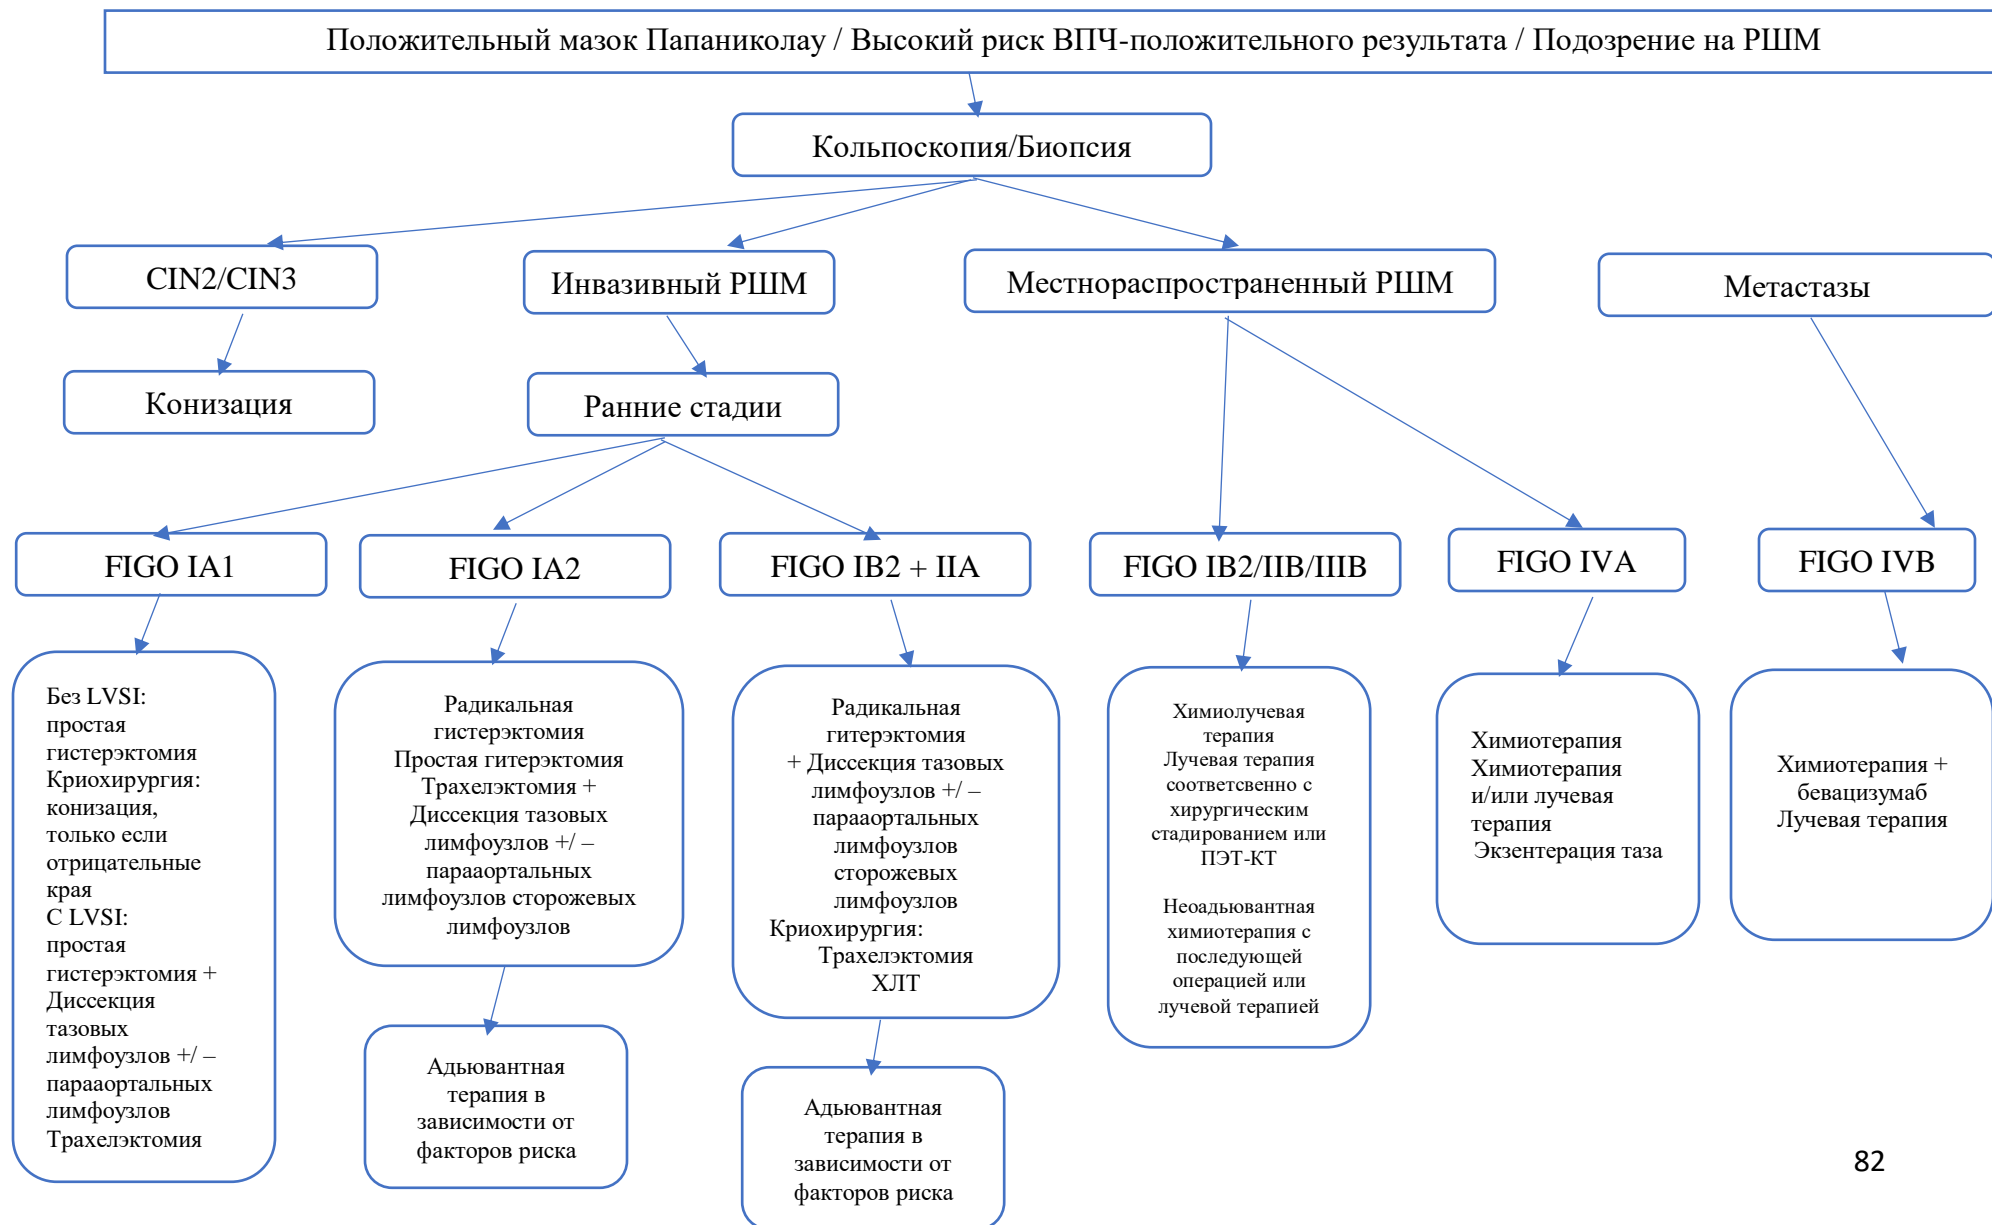 Положительный мазок Папаниколау / Высокий риск ВПЧ-положительного результата / Подозрение на РШМ
Кольпоскопия/Биопсия
CIN2/CIN3
Инвазивный РШМ
Местнораспространенный РШМ
Метастазы
Конизация
Ранние стадии
FIGO IA1
FIGO IA2
FIGO IB2 + IIA
FIGO IB2/IIB/IIIB
FIGO IVA
FIGO IVB
Без LVSI:
простая
гистерэктомия
Криохирургия:
конизация,
только если
отрицательные
края
С LVSI:
простая
гистерэктомия +
Диссекция
тазовых
лимфоузлов +/ –
парааортальных
лимфоузлов
Трахелэктомия
Радикальная
гистерэктомия
Простая гитерэктомия
Трахелэктомия +
Диссекция тазовых
лимфоузлов +/ –
парааортальных
лимфоузлов сторожевых
лимфоузлов
Радикальная
гитерэктомия
+ Диссекция тазовых
лимфоузлов +/ –
парааортальных
лимфоузлов
сторожевых
лимфоузлов
Криохирургия:
Трахелэктомия
ХЛТ
Химиолучевая
терапия
Лучевая терапия
соответсвенно с
хирургическим
стадированием или
ПЭТ-КТ
Неоадьювантная
химиотерапия с
последующей
операцией или
лучевой терапией
Химиотерапия
Химиотерапия
и/или лучевая
терапия
Экзентерация таза
Химиотерапия +
бевацизумаб
Лучевая терапия
Адьювантная
терапия в
зависимости от
факторов риска
Адьювантная
терапия в
зависимости от
факторов риска
82